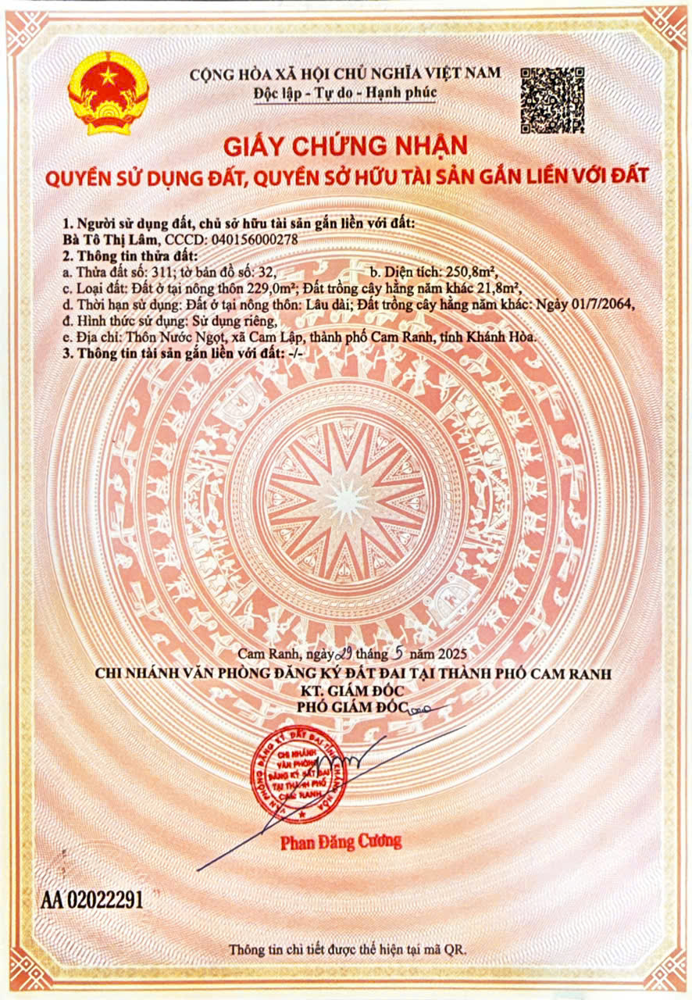 CỘNG HÒA XÃ HỘI CHỦ NGHĨA VIỆT NAM
Độc lập - Tự do - Hạnh phúc
GIẤY CHỨNG NHẬN
QUYỀN SỬ DỤNG ĐẤT, QUYỀN SỞ HỮU TÀI SẢN GẮN LIỀN VỚI ĐẤT
1. Người sử dụng đất, chủ sở hữu tài sản gắn liền với đất:
Bà Tô Thị Lâm, CCCD: 040156000278
2. Thông tin thửa đất:
a. Thửa đất số: 311; tờ bản đồ số: 32, b. Diện tích: 250,8m²,
c. Loại đất: Đất ở tại nông thôn 229,0m²; Đất trồng cây hằng năm khác 21,8m²,
d. Thời hạn sử dụng: Đất ở tại nông thôn: Lâu dài; Đất trồng cây hằng năm khác: Ngày 01/7/2064,
đ. Hình thức sử dụng: Sử dụng riêng,
e. Địa chỉ: Thôn Nước Ngọt, xã Cam Lập, thành phố Cam Ranh, tỉnh Khánh Hòa.
3. Thông tin tài sản gắn liền với đất: -/-
Cam Ranh, ngày 29 tháng 5 năm 2025
CHI NHÁNH VĂN PHÒNG ĐĂNG KÝ ĐẤT ĐAI TẠI THÀNH PHỐ CAM RANH
KT. GIÁM ĐỐC
PHÓ GIÁM ĐỐC
VĂN PHÒNG ĐĂNG KÝ ĐẤT ĐAI TỈNH KHÁNH HÒA
CHI NHÁNH
VĂN PHÒNG
ĐĂNG KÝ ĐẤT ĐAI
TẠI THÀNH PHỐ
CAM RANH
Phan Đăng Cương
AA 02022291
Thông tin chi tiết được thể hiện tại mã QR.